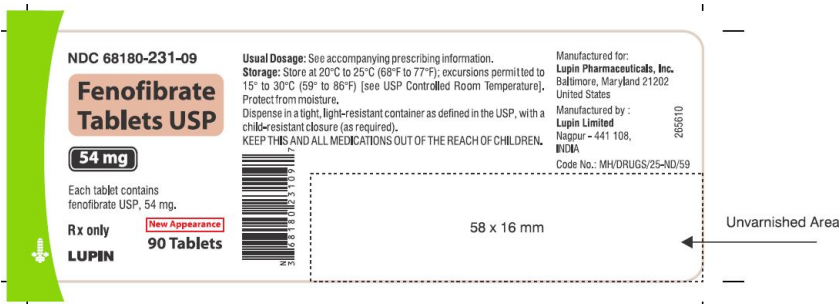 NDC 68180-231-09
Fenofibrate
Tablets USP
54 mg
Each tablet contains
fenofibrate USP, 54 mg.
Rx only
New Appearance
90 Tablets
LUPIN
Usual Dosage: See accompanying prescribing information.
Storage: Store at 20°C to 25°C (68°F to 77°F); excursions permitted to
15° to 30°C (59° to 86°F) [see USP Controlled Room Temperature].
Protect from moisture.
Dispense in a tight, light-resistant container as defined in the USP, with a
child-resistant closure (as required).
KEEP THIS AND ALL MEDICATIONS OUT OF THE REACH OF CHILDREN.
N
3 68180 23109 7
Manufactured for:
Lupin Pharmaceuticals, Inc.
Baltimore, Maryland 21202
United States
Manufactured by :
Lupin Limited
Nagpur - 441 108,
INDIA
Code No.: MH/DRUGS/25-ND/59
265610
58 x 16 mm
Unvarnished Area